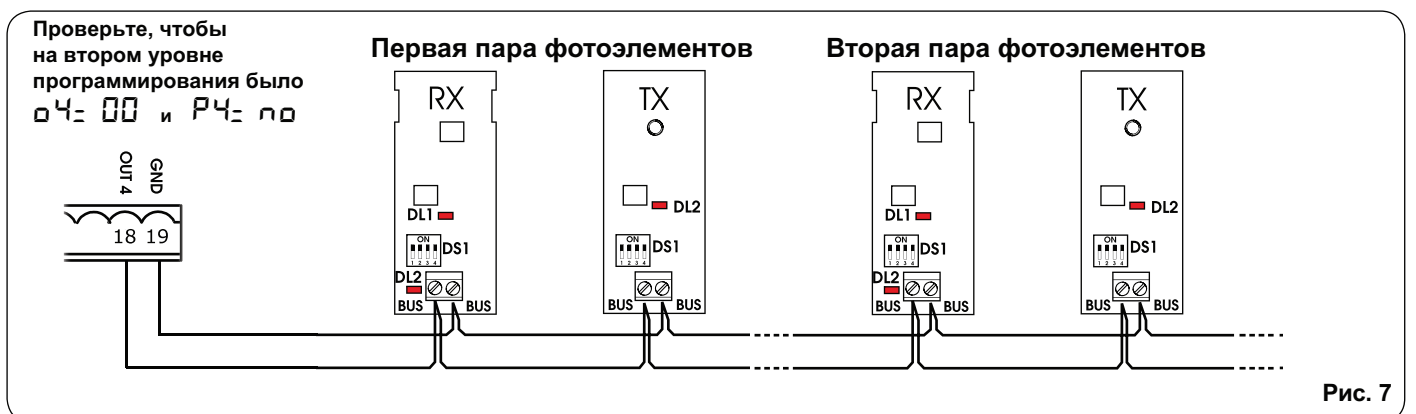 Проверьте, чтобы
на втором уровне
программирования было
o4= 00 и P4= no
Первая пара фотоэлементов
Вторая пара фотоэлементов
OUT 4
GND
18 19
RX
DL1
ON
1 2 3 4
DS1
DL2
BUS BUS
TX
DL2
ON
1 2 3 4
DS1
BUS BUS
RX
DL1
ON
1 2 3 4
DS1
DL2
BUS BUS
TX
DL2
ON
1 2 3 4
DS1
BUS BUS
Рис. 7